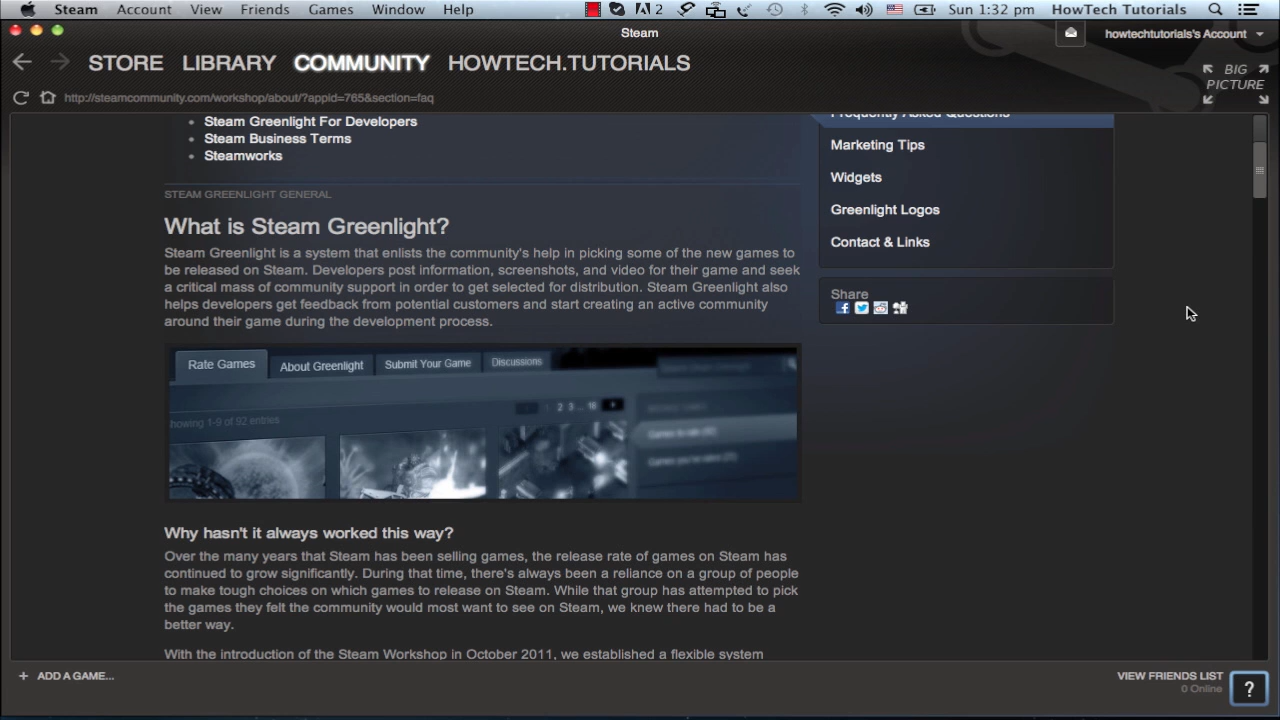 Steam Account View Friends Games Window Help
2
Sun 1:32 pm HowTech Tutorials
Steam
howtechtutorials's Account
STORE LIBRARY COMMUNITY HOWTECH.TUTORIALS
BIG
PICTURE
http://steamcommunity.com/workshop/about/?appid=765&section=faq
Steam Greenlight For Developers
Steam Business Terms
Steamworks
Frequently Asked Questions
Marketing Tips
Widgets
Greenlight Logos
Contact & Links
Share
STEAM GREENLIGHT GENERAL
What is Steam Greenlight?
Steam Greenlight is a system that enlists the community's help in picking some of the new games to
be released on Steam. Developers post information, screenshots, and video for their game and seek
a critical mass of community support in order to get selected for distribution. Steam Greenlight also
helps developers get feedback from potential customers and start creating an active community
around their game during the development process.
Rate Games About Greenlight Submit Your Game Discussions
howing 1-9 of 92 entries
2 3 ...
Why hasn't it always worked this way?
Over the many years that Steam has been selling games, the release rate of games on Steam has
continued to grow significantly. During that time, there's always been a reliance on a group of people
to make tough choices on which games to release on Steam. While that group has attempted to pick
the games they felt the community would most want to see on Steam, we knew there had to be a
better way.
With the introduction of the Steam Workshop in October 2011, we established a flexible system
+ ADD A GAME...
VIEW FRIENDS LIST
0 Online
?